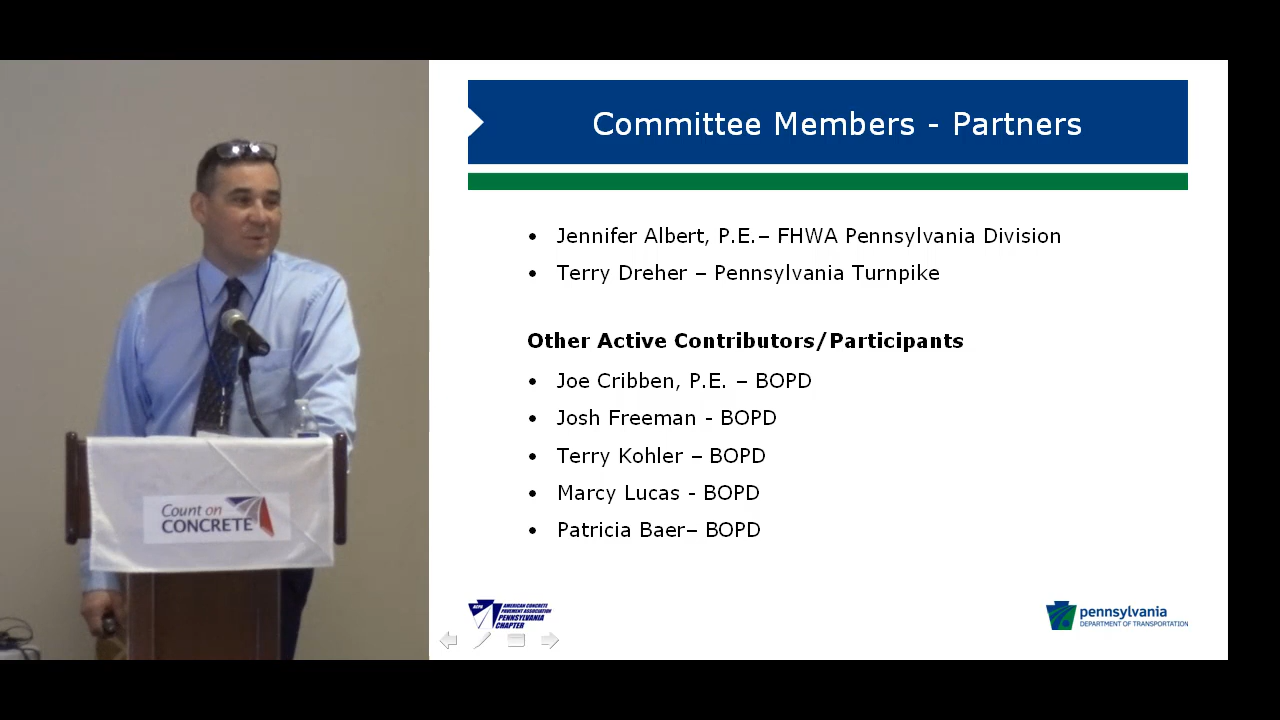 Committee Members - Partners
• Jennifer Albert, P.E.– FHWA Pennsylvania Division
• Terry Dreher – Pennsylvania Turnpike
Other Active Contributors/Participants
• Joe Cribben, P.E. – BOPD
• Josh Freeman - BOPD
• Terry Kohler – BOPD
• Marcy Lucas - BOPD
• Patricia Baer– BOPD
Count on
CONCRETE
ACPA
AMERICAN CONCRETE
PAVEMENT ASSOCIATION
PENNSYLVANIA
CHAPTER
pennsylvania
DEPARTMENT OF TRANSPORTATION